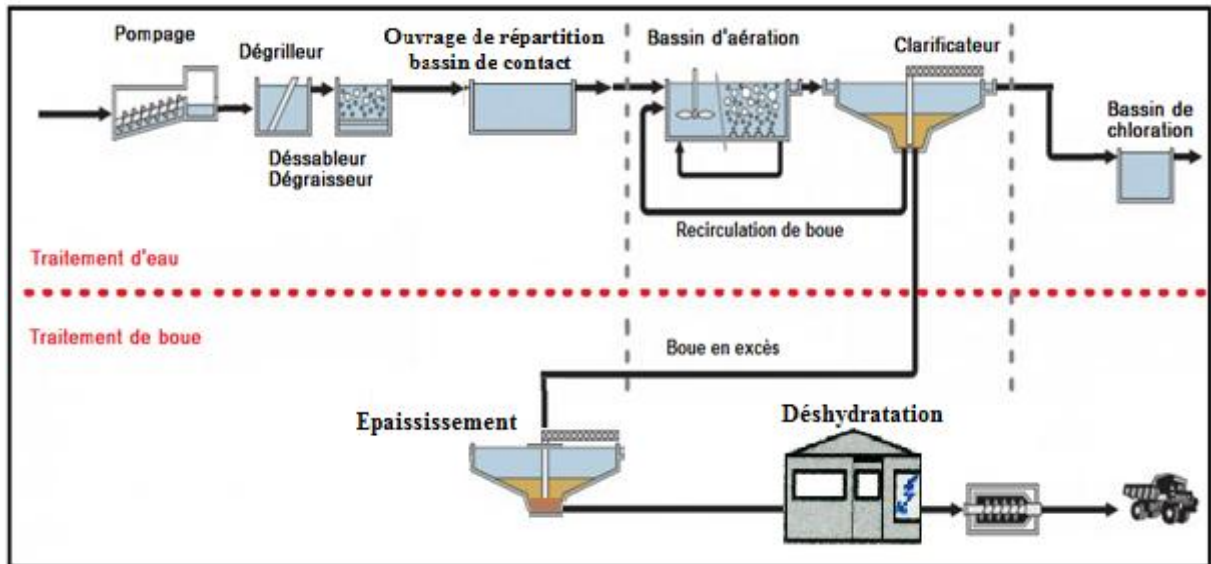 Pompage
Dégrilleur
Déssableur
Dégraisseur
Ouvrage de répartition
bassin de contact
Bassin d'aération
Clarificateur
Bassin de
chloration
Recirculation de boue
Traitement d'eau
Traitement de boue
Boue en excès
Epaississement
Déshydratation